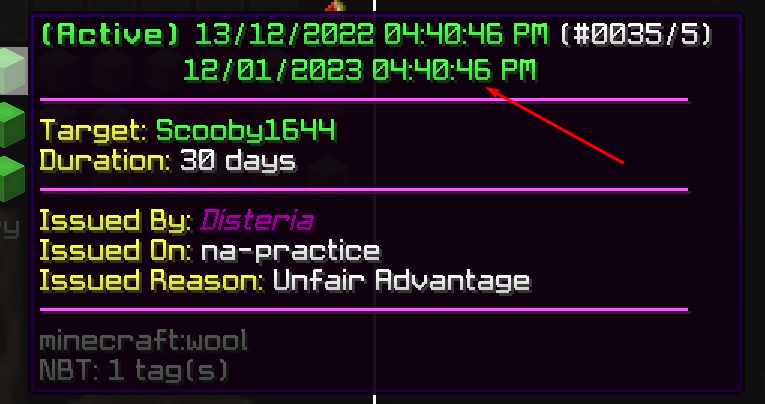 (Active) 13/12/2022 04:40:46 PM (#0035/5)
12/01/2023 04:40:46 PM
Target: Scooby1644
Duration: 30 days
Issued By: Disteria
Issued On: na-practice
Issued Reason: Unfair Advantage
minecraft:wool
NBT: 1 tag(s)